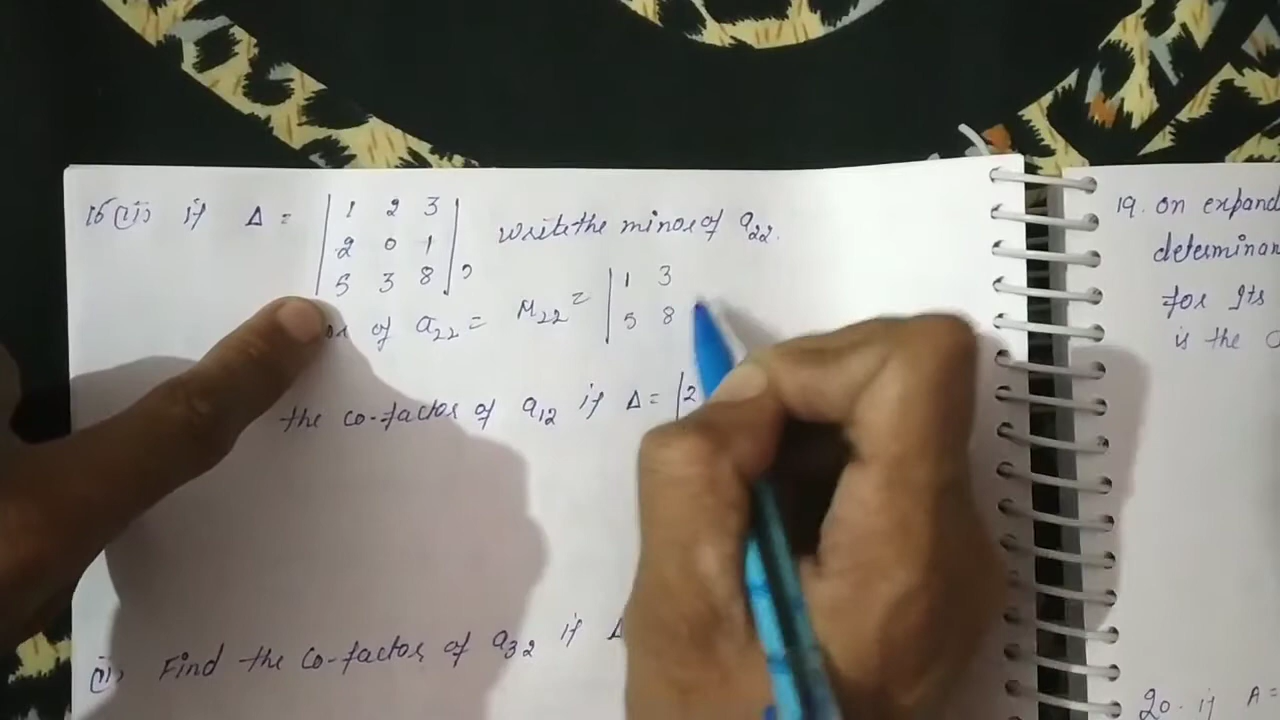 if Δ = | 1 2 3 | write the minor of a22.
| 2 0 1 |
| 5 3 8 | ,
of a22 = M22 = | 1 3
| 5 8
the co-factor of a12 if Δ = | 2
(ii) Find the co-factor of a32 if Δ
19. on expand
determinan
for its
is the
20. if A =